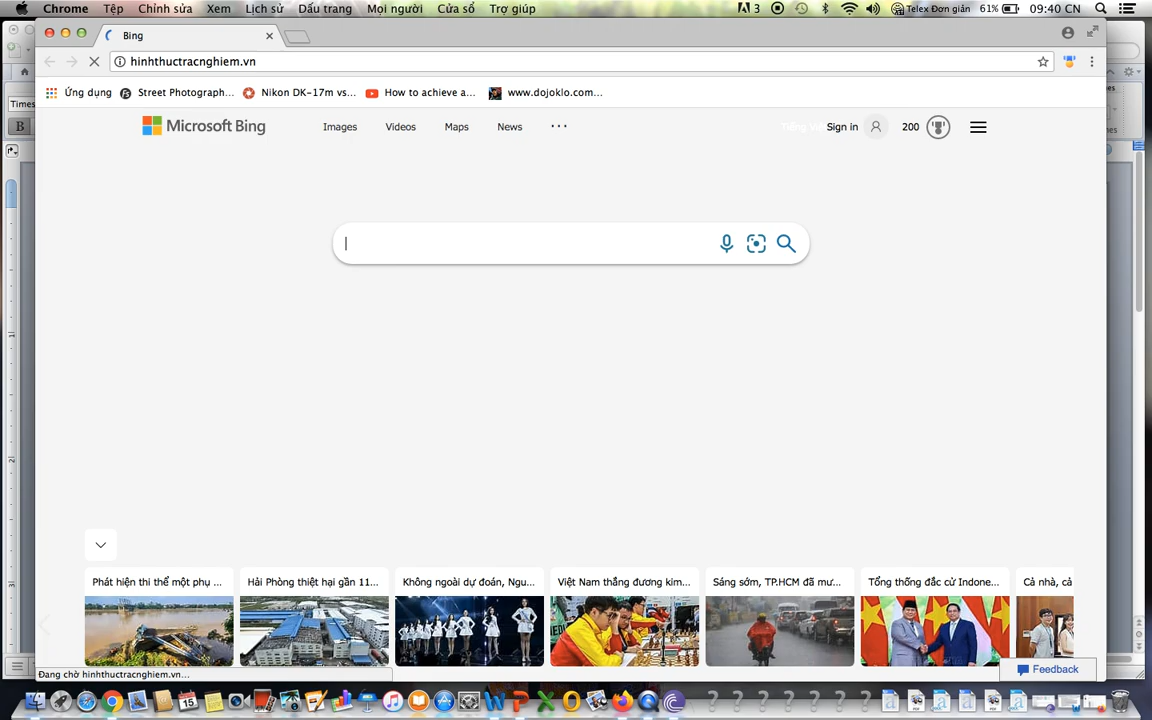 Chrome Tệp Chỉnh sửa Xem Lịch sử Dấu trang Mọi người Cửa sổ Trợ giúp 3 Telex Đơn giản 61% 09:40 CN
Bing
hinhthuctracnghiem.vn
Ứng dụng Street Photograph... Nikon DK-17m vs... How to achieve a... www.dojoklo.com...
Times
B
Microsoft Bing Images Videos Maps News ... Sign in 200
Phát hiện thi thể một phụ ... Hải Phòng thiệt hại gần 11... Không ngoài dự đoán, Ngu... Việt Nam thắng đương kim... Sáng sớm, TP.HCM đã mư... Tổng thống đắc cử Indone... Cả nhà, cả
Feedback
Đang chờ hinhthuctracnghiem.vn...
15